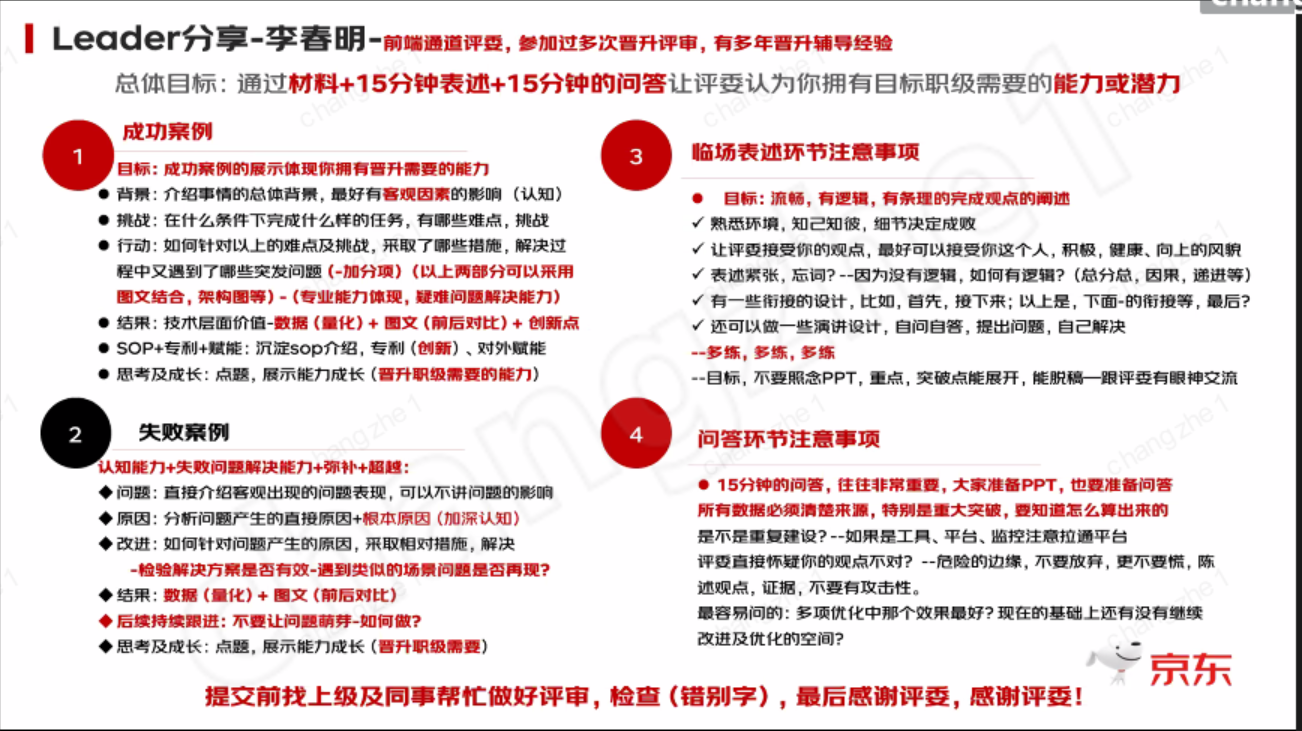 chang
Leader分享-李春明-前端通道评委，参加过多次晋升评审，有多年晋升辅导经验
总体目标：通过材料+15分钟表述+15分钟的问答让评委认为你拥有目标职级需要的能力或潜力
1
成功案例
目标：成功案例的展示体现你拥有晋升需要的能力
● 背景：介绍事情的总体背景，最好有客观因素的影响（认知）
● 挑战：在什么条件下完成什么样的任务，有哪些难点，挑战
● 行动：如何针对以上的难点及挑战，采取了哪些措施，解决过
程中又遇到了哪些突发问题（-加分项）（以上两部分可以采用
图文结合，架构图等）-（专业能力体现，疑难问题解决能力）
● 结果：技术层面价值-数据（量化）+ 图文（前后对比）+ 创新点
● SOP+专利+赋能：沉淀sop介绍，专利（创新）、对外赋能
● 思考及成长：点题，展示能力成长（晋升职级需要的能力）
2
失败案例
认知能力+失败问题解决能力+弥补+超越：
◆ 问题：直接介绍客观出现的问题表现，可以不讲问题的影响
◆ 原因：分析问题产生的直接原因+根本原因（加深认知）
◆ 改进：如何针对问题产生的原因，采取相对措施，解决
-检验解决方案是否有效-遇到类似的场景问题是否再现？
◆ 结果：数据（量化）+ 图文（前后对比）
◆ 后续持续跟进：不要让问题萌芽-如何做？
◆ 思考及成长：点题，展示能力成长（晋升职级需要）
3
临场表述环节注意事项
● 目标：流畅，有逻辑，有条理的完成观点的阐述
✓ 熟悉环境，知己知彼，细节决定成败
✓ 让评委接受你的观点，最好可以接受你这个人，积极，健康、向上的风貌
✓ 表述紧张，忘词？--因为没有逻辑，如何有逻辑？（总分总，因果，递进等）
✓ 有一些衔接的设计，比如，首先，接下来；以上是，下面-的衔接等，最后？
✓ 还可以做一些演讲设计，自问自答，提出问题，自己解决
--多练，多练，多练
--目标，不要照念PPT，重点，突破点能展开，能脱稿—跟评委有眼神交流
4
问答环节注意事项
● 15分钟的问答，往往非常重要，大家准备PPT，也要准备问答
所有数据必须清楚来源，特别是重大突破，要知道怎么算出来的
是不是重复建设？--如果是工具、平台、监控注意拉通平台
评委直接怀疑你的观点不对？ --危险的边缘，不要放弃，更不要慌，陈
述观点，证据，不要有攻击性。
最容易问的：多项优化中那个效果最好？现在的基础上还有没有继续
改进及优化的空间？
京东
提交前找上级及同事帮忙做好评审，检查（错别字），最后感谢评委，感谢评委！
changzhe1